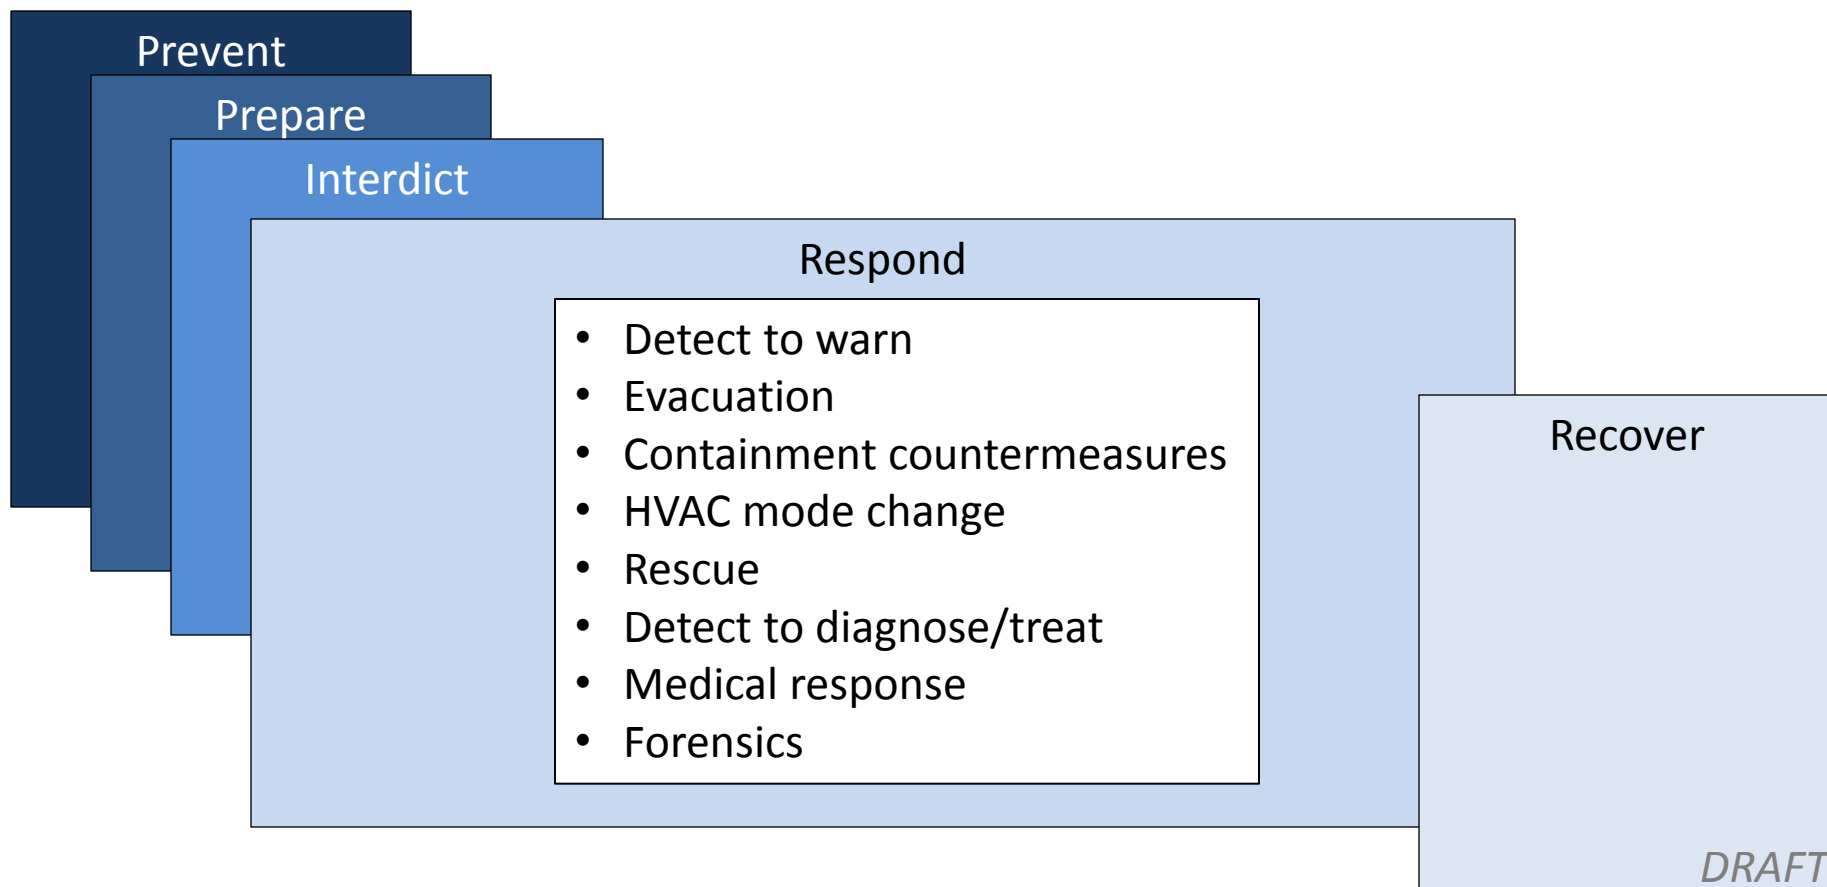 Prevent
Prepare
Interdict
Respond
• Detect to warn
• Evacuation
• Containment countermeasures
• HVAC mode change
• Rescue
• Detect to diagnose/treat
• Medical response
• Forensics
Recover
DRAFT